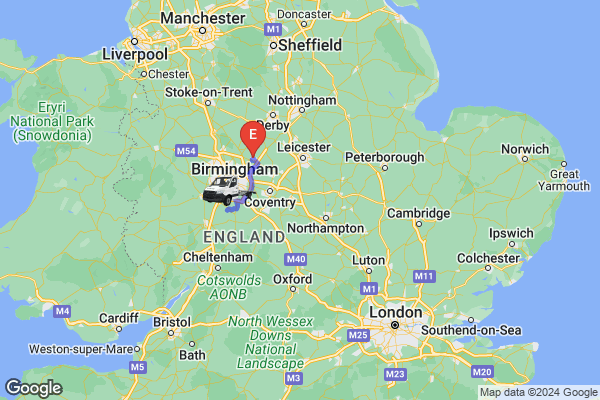 Doncaster
Manchester
M1
Liverpool
Sheffield
Chester
Stoke-on-Trent
Eryri
National Park
(Snowdonia)
Nottingham
Derby
E
M54
Leicester
Peterborough
Norwich
Birmingham
Great
Yarmouth
Coventry
Cambridge
Northampton
ENGLAND
Ipswich
M40
Luton
Colchester
Cheltenham
M11
Cotswolds
AONB
Oxford
M1
M4
Cardiff
London
Bristol
North Wessex
Downs
National
Landscape
M25
Southend-on-Sea
Weston-super-Mare
Bath
M5
M3
M23
M20
Google
Google
Map data ©2024 Google